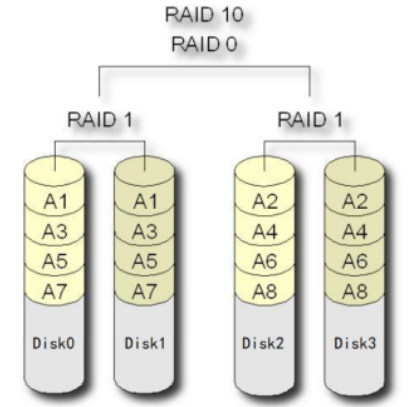 RAID 10
RAID 0
RAID 1 RAID 1
A1 A1 A2 A2
A3 A3 A4 A4
A5 A5 A6 A6
A7 A7 A8 A8
Disk0 Disk1 Disk2 Disk3